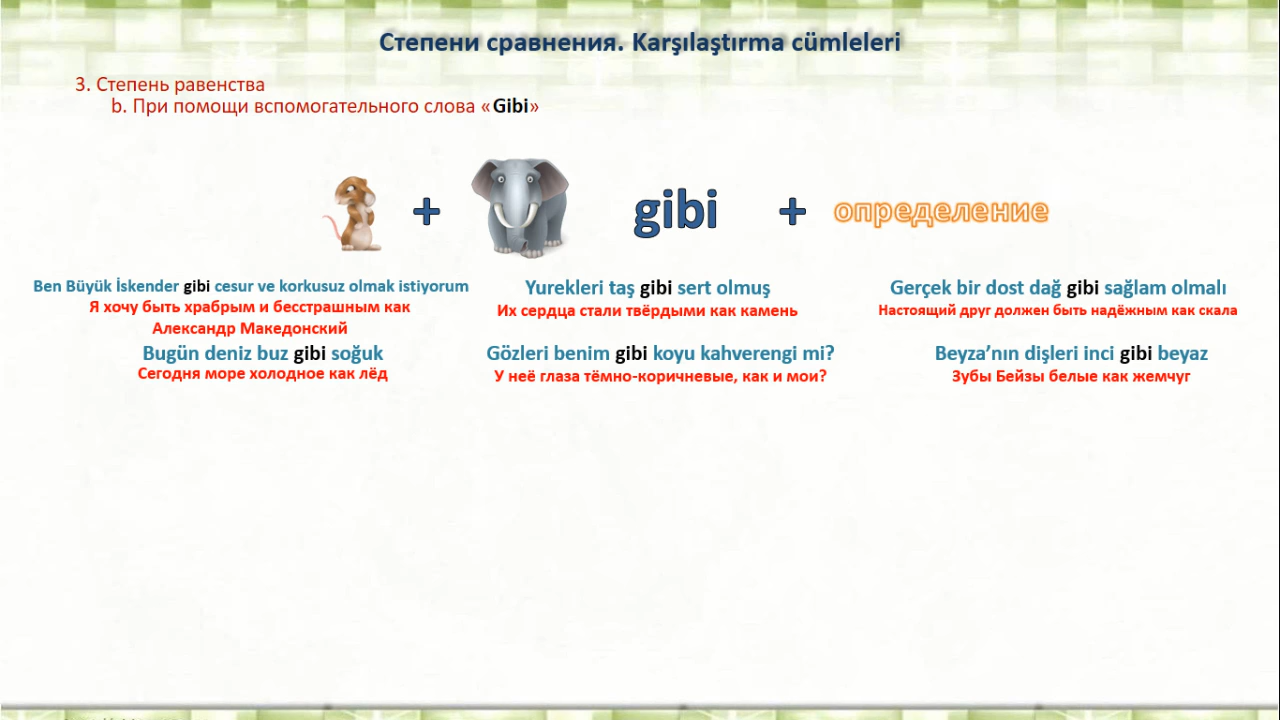 Степени сравнения. Karşılaştırma cümleleri
3. Степень равенства
b. При помощи вспомогательного слова «Gibi»
+ gibi + определение
Ben Büyük İskender gibi cesur ve korkusuz olmak istiyorum
Я хочу быть храбрым и бесстрашным как
Александр Македонский
Yurekleri taş gibi sert olmuş
Их сердца стали твёрдыми как камень
Gerçek bir dost dağ gibi sağlam olmalı
Настоящий друг должен быть надёжным как скала
Bugün deniz buz gibi soğuk
Сегодня море холодное как лёд
Gözleri benim gibi koyu kahverengi mi?
У неё глаза тёмно-коричневые, как и мои?
Beyza’nın dişleri inci gibi beyaz
Зубы Бейзы белые как жемчуг